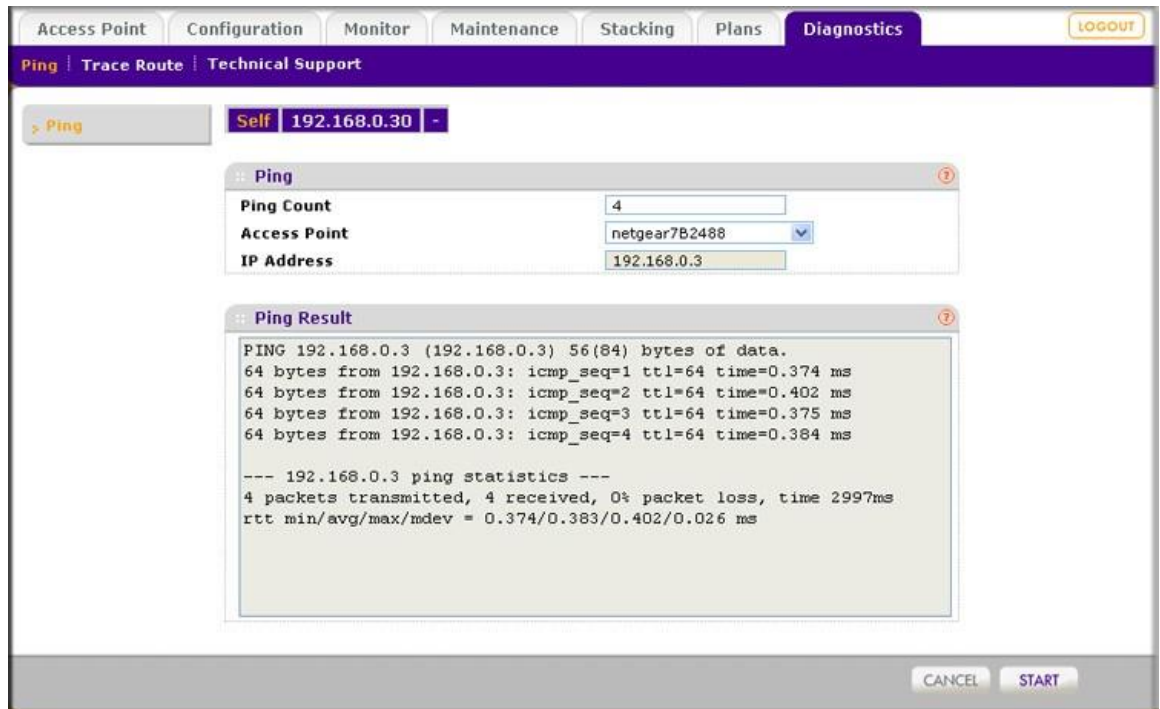 Access Point Configuration Monitor Maintenance Stacking Plans Diagnostics LOGOUT
Ping Trace Route Technical Support
> Ping
Self 192.168.0.30 -
:: Ping ?
Ping Count 4
Access Point netgear7B2488
IP Address 192.168.0.3
:: Ping Result ?
PING 192.168.0.3 (192.168.0.3) 56(84) bytes of data.
64 bytes from 192.168.0.3: icmp_seq=1 ttl=64 time=0.374 ms
64 bytes from 192.168.0.3: icmp_seq=2 ttl=64 time=0.402 ms
64 bytes from 192.168.0.3: icmp_seq=3 ttl=64 time=0.375 ms
64 bytes from 192.168.0.3: icmp_seq=4 ttl=64 time=0.384 ms
--- 192.168.0.3 ping statistics ---
4 packets transmitted, 4 received, 0% packet loss, time 2997ms
rtt min/avg/max/mdev = 0.374/0.383/0.402/0.026 ms
CANCEL START